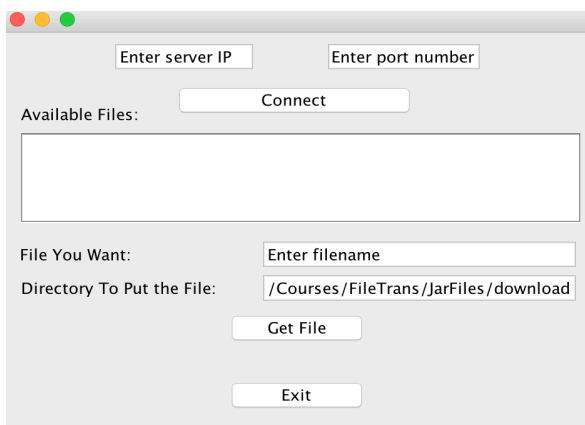 Enter server IP
Enter port number
Connect
Available Files:
File You Want:
Enter filename
Directory To Put the File:
/Courses/FileTrans/JarFiles/download
Get File
Exit